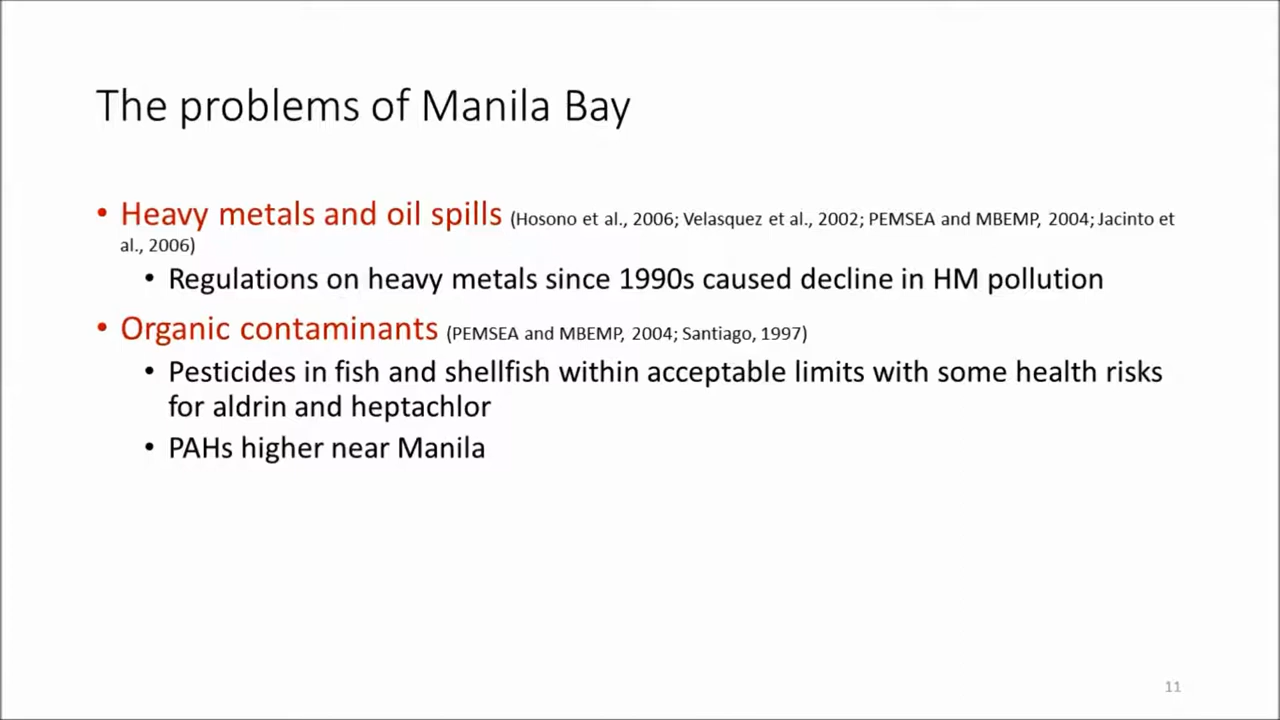 The problems of Manila Bay
• Heavy metals and oil spills (Hosono et al., 2006; Velasquez et al., 2002; PEMSEA and MBEMP, 2004; Jacinto et
al., 2006)
• Regulations on heavy metals since 1990s caused decline in HM pollution
• Organic contaminants (PEMSEA and MBEMP, 2004; Santiago, 1997)
• Pesticides in fish and shellfish within acceptable limits with some health risks
for aldrin and heptachlor
• PAHs higher near Manila
11